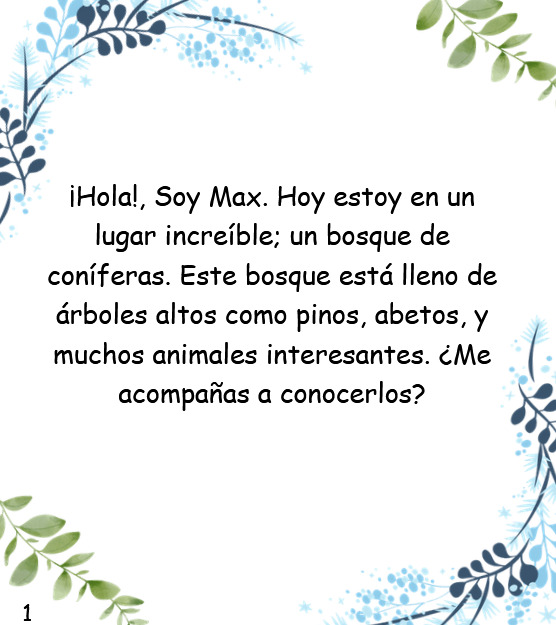 ¡Hola!, Soy Max. Hoy estoy en un
lugar increíble; un bosque de
coníferas. Este bosque está lleno de
árboles altos como pinos, abetos, y
muchos animales interesantes. ¿Me
acompañas a conocerlos?
1